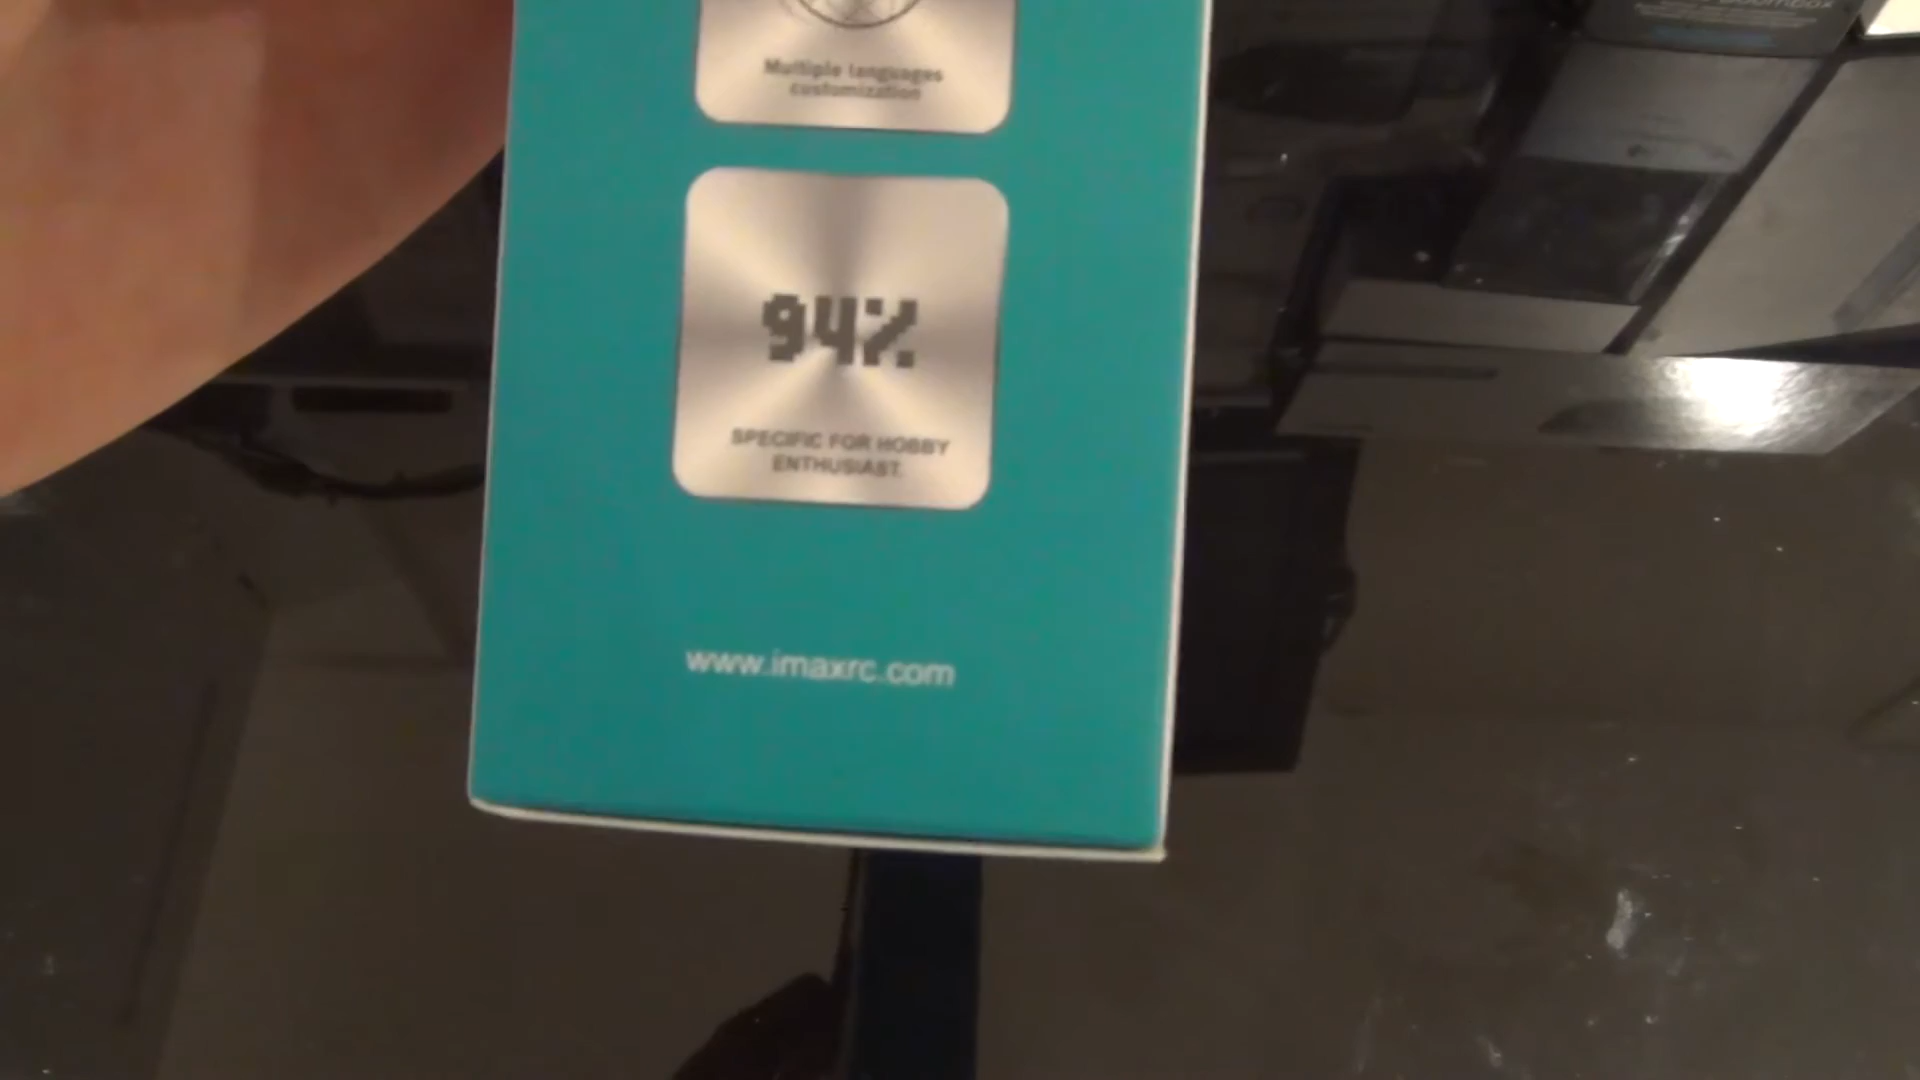 Multiple languages
customization
94%
SPECIFIC FOR HOBBY
ENTHUSIAST.
www.imaxrc.com